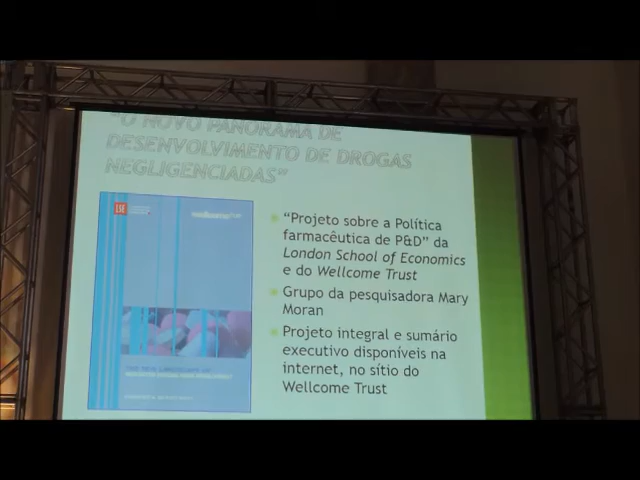 "O NOVO PANORAMA DE
DESENVOLVIMENTO DE DROGAS
NEGLIGENCIADAS"
LSE
"Projeto sobre a Política
farmacêutica de P&D" da
London School of Economics
e do Wellcome Trust
Grupo da pesquisadora Mary
Moran
Projeto integral e sumário
executivo disponíveis na
internet, no sítio do
Wellcome Trust